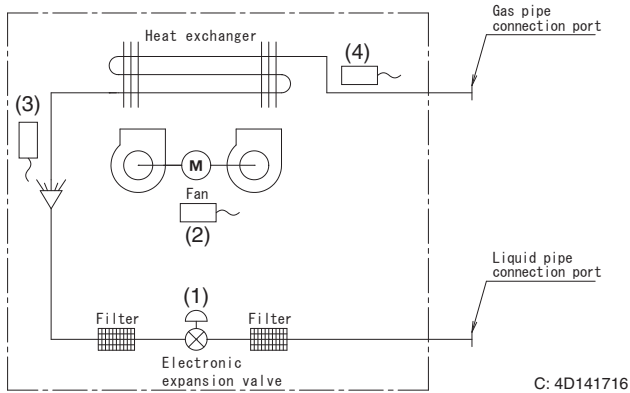 Gas pipe
connection port
Heat exchanger
(4)
(3)
M
Fan
(2)
Liquid pipe
connection port
(1)
Filter
Filter
Electronic
expansion valve
C: 4D141716